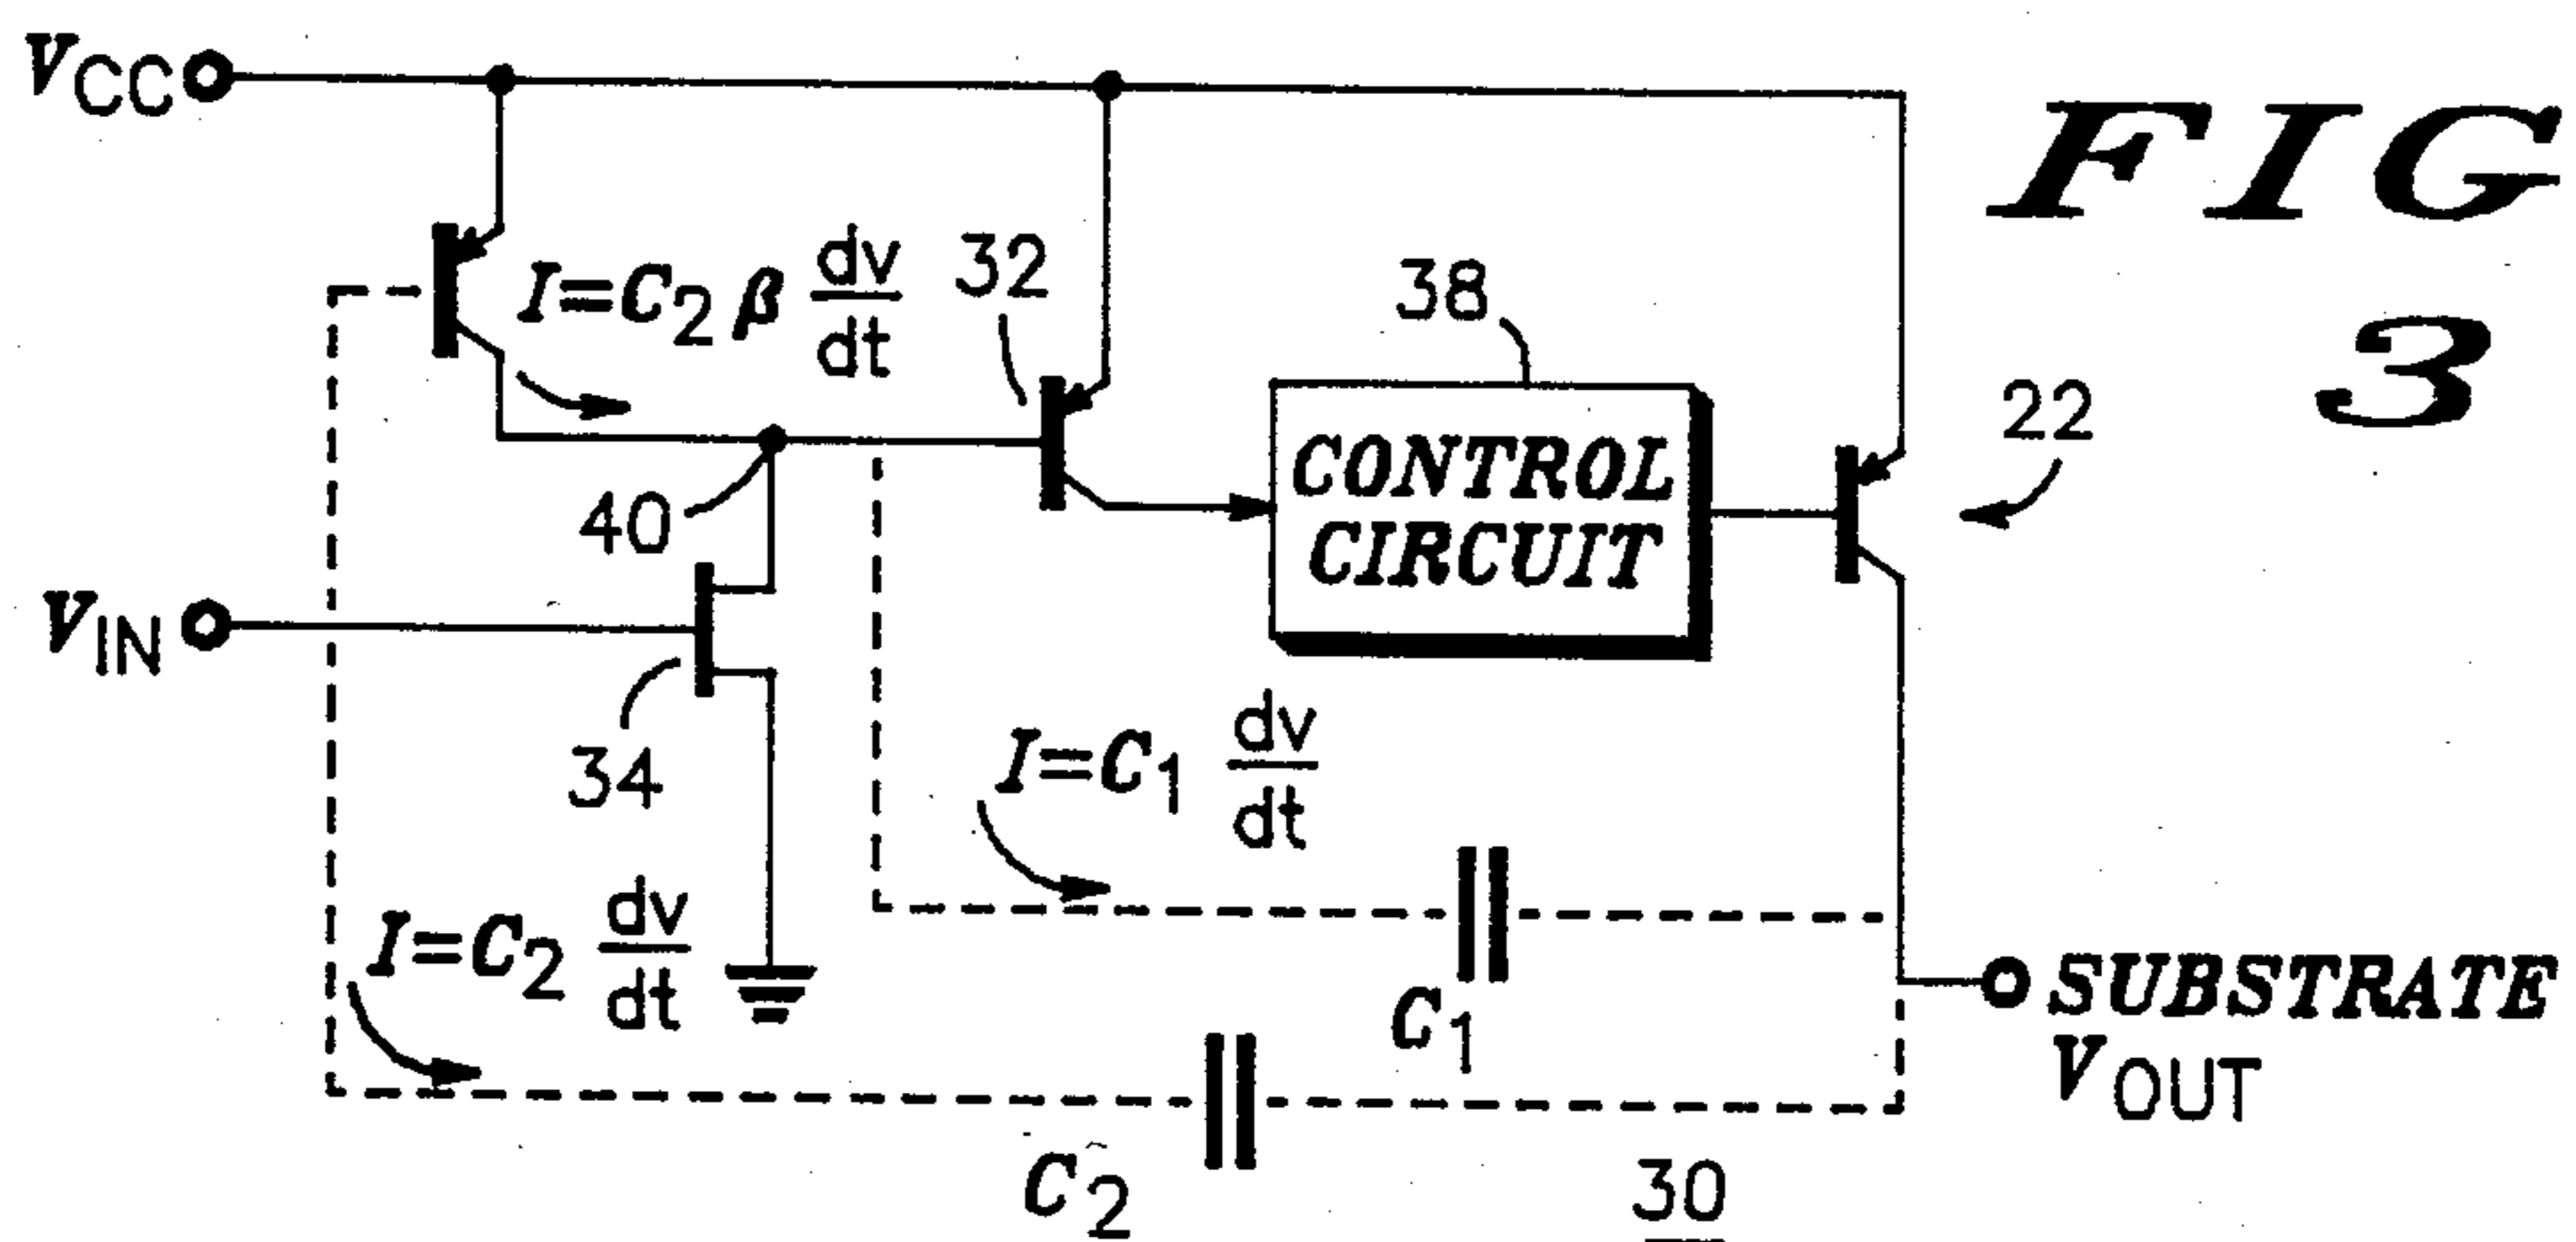 VCC
FIG
3
I=C2 β dv/dt
32
38
22
CONTROL
CIRCUIT
40
VIN
34
I=C1 dv/dt
I=C2 dv/dt
C1
SUBSTRATE
VOUT
C2
30